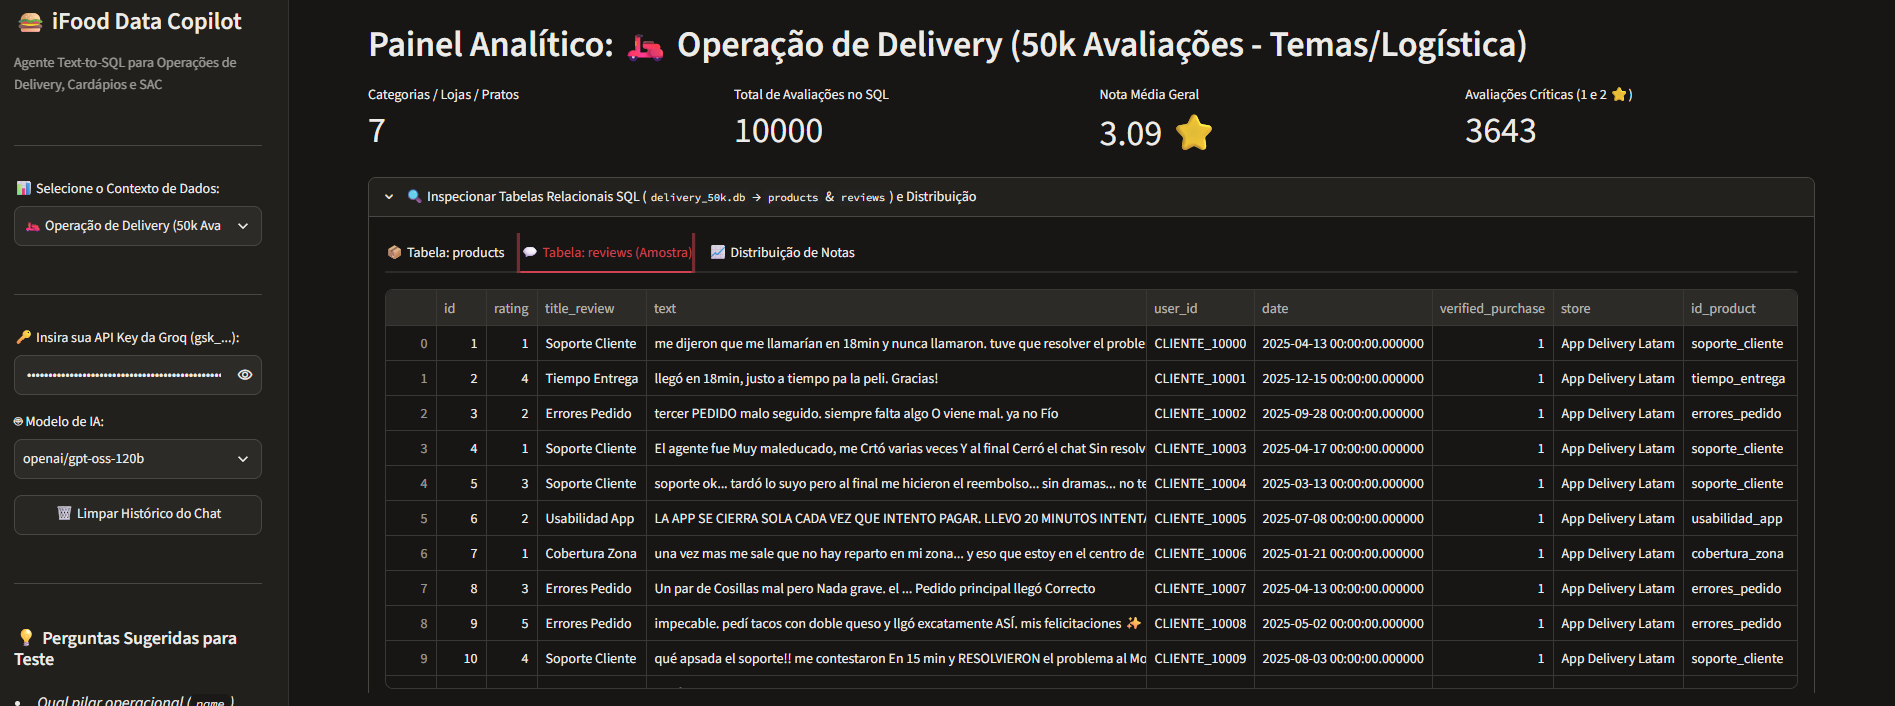 🍔 iFood Data Copilot
Agente Text-to-SQL para Operações de
Delivery, Cardápios e SAC
📊 Selecione o Contexto de Dados:
🛵 Operação de Delivery (50k Ava
🔑 Insira sua API Key da Groq (gsk_...):
Modelo de IA:
openai/gpt-oss-120b
🗑️ Limpar Histórico do Chat
💡 Perguntas Sugeridas para
Teste
• Qual pilar operacional ( name )
Painel Analítico: 🛵 Operação de Delivery (50k Avaliações - Temas/Logística)
Categorias / Lojas / Pratos
7
Total de Avaliações no SQL
10000
Nota Média Geral
3.09 ⭐
Avaliações Críticas (1 e 2 ⭐)
3643
🔍 Inspecionar Tabelas Relacionais SQL ( delivery_50k.db → products & reviews ) e Distribuição
📦 Tabela: products 💬 Tabela: reviews (Amostra) 📈 Distribuição de Notas
id rating title_review text user_id date verified_purchase store id_product
0 1 1 Soporte Cliente me dijeron que me llamarían en 18min y nunca llamaron. tuve que resolver el proble CLIENTE_10000 2025-04-13 00:00:00.000000 1 App Delivery Latam soporte_cliente
1 2 4 Tiempo Entrega llegó en 18min, justo a tiempo pa la peli. Gracias! CLIENTE_10001 2025-12-15 00:00:00.000000 1 App Delivery Latam tiempo_entrega
2 3 2 Errores Pedido tercer PEDIDO malo seguido. siempre falta algo O viene mal. ya no Fío CLIENTE_10002 2025-09-28 00:00:00.000000 1 App Delivery Latam errores_pedido
3 4 1 Soporte Cliente El agente fue Muy maleducado, me Crtó varias veces Y al final Cerró el chat Sin resolv CLIENTE_10003 2025-04-17 00:00:00.000000 1 App Delivery Latam soporte_cliente
4 5 3 Soporte Cliente soporte ok... tardó lo suyo pero al final me hicieron el reembolso... sin dramas... no te CLIENTE_10004 2025-03-13 00:00:00.000000 1 App Delivery Latam soporte_cliente
5 6 2 Usabilidad App LA APP SE CIERRA SOLA CADA VEZ QUE INTENTO PAGAR. LLEVO 20 MINUTOS INTENTA CLIENTE_10005 2025-07-08 00:00:00.000000 1 App Delivery Latam usabilidad_app
6 7 1 Cobertura Zona una vez mas me sale que no hay reparto en mi zona... y eso que estoy en el centro de CLIENTE_10006 2025-01-21 00:00:00.000000 1 App Delivery Latam cobertura_zona
7 8 3 Errores Pedido Un par de Cosillas mal pero Nada grave. el ... Pedido principal llegó Correcto CLIENTE_10007 2025-04-13 00:00:00.000000 1 App Delivery Latam errores_pedido
8 9 5 Errores Pedido impecable. pedí tacos con doble queso y llgó excatamente ASÍ. mis felicitaciones ✨ CLIENTE_10008 2025-05-02 00:00:00.000000 1 App Delivery Latam errores_pedido
9 10 4 Soporte Cliente qué apsada el soporte!! me contestaron En 15 min y RESOLVIERON el problema al Mo CLIENTE_10009 2025-08-03 00:00:00.000000 1 App Delivery Latam soporte_cliente